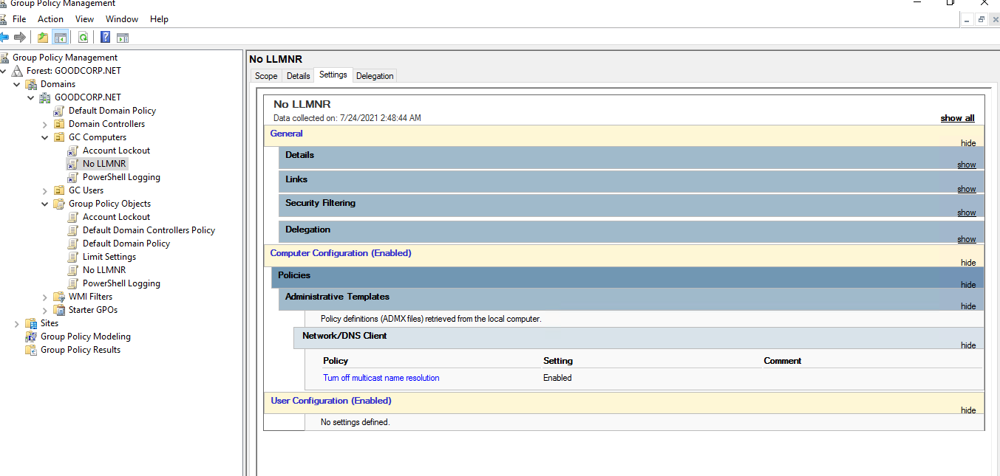 Group Policy Management
File Action View Window Help
Group Policy Management
Forest: GOODCORP.NET
Domains
GOODCORP.NET
Default Domain Policy
Domain Controllers
GC Computers
Account Lockout
No LLMNR
PowerShell Logging
GC Users
Group Policy Objects
Account Lockout
Default Domain Controllers Policy
Default Domain Policy
Limit Settings
No LLMNR
PowerShell Logging
WMI Filters
Starter GPOs
Sites
Group Policy Modeling
Group Policy Results
No LLMNR
Scope Details Settings Delegation
No LLMNR
Data collected on: 7/24/2021 2:48:44 AM show all
General hide
Details show
Links show
Security Filtering show
Delegation show
Computer Configuration (Enabled) hide
Policies hide
Administrative Templates hide
Policy definitions (ADMX files) retrieved from the local computer.
Network/DNS Client hide
Policy Setting Comment
Turn off multicast name resolution Enabled
User Configuration (Enabled) hide
No settings defined.